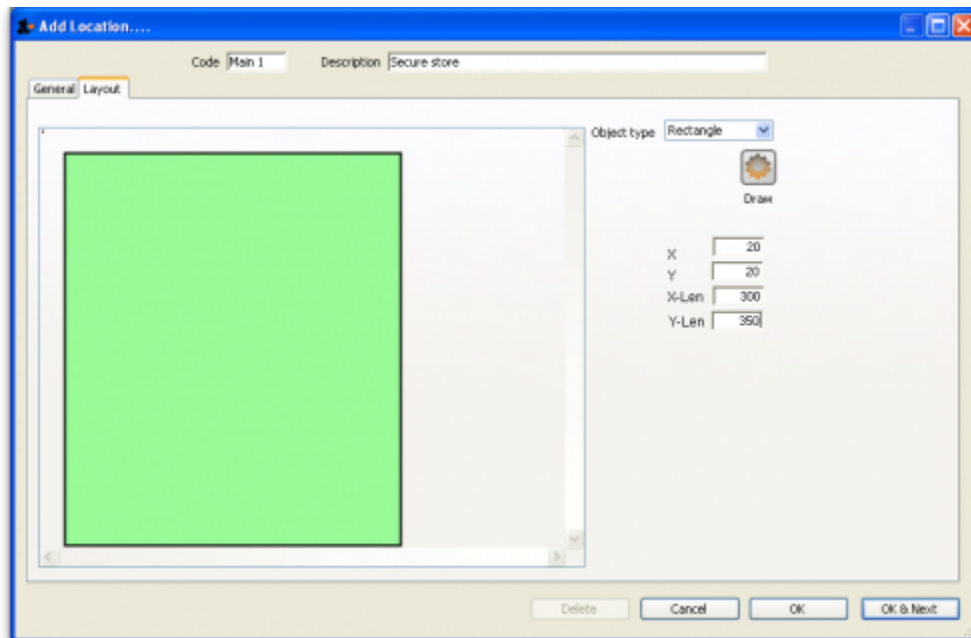 Add Location....
Code Main 1 Description Secure store
General Layout
Object type Rectangle
Draw
X 20
Y 20
X-Len 300
Y-Len 350
Delete Cancel OK OK & Next